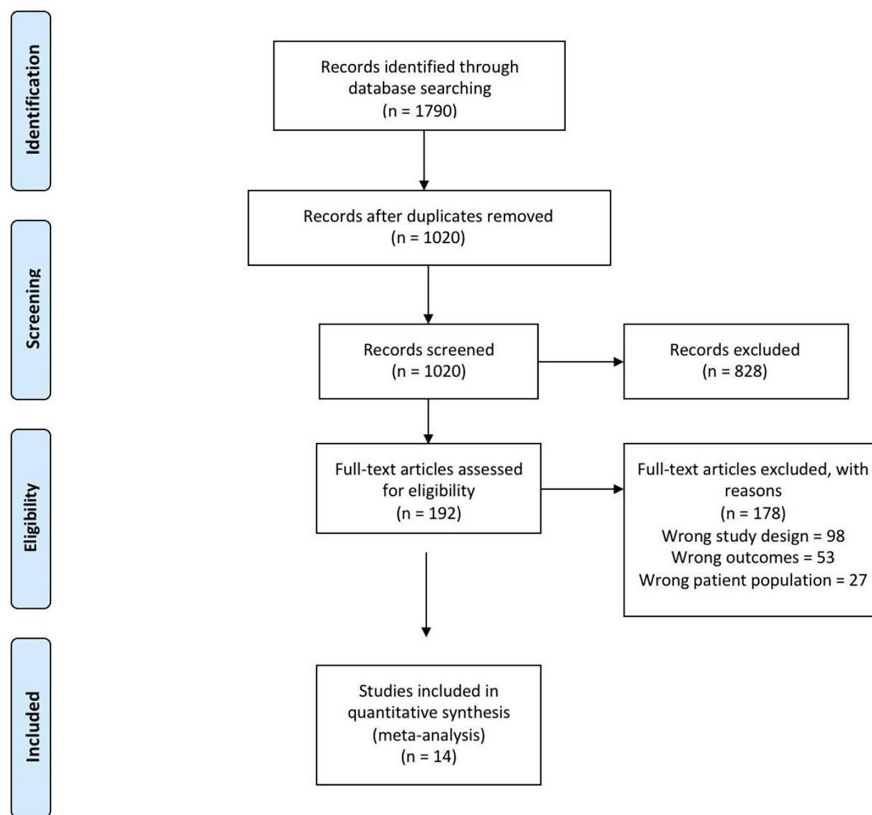 Identification
Records identified through
database searching
(n = 1790)
Records after duplicates removed
(n = 1020)
Screening
Records screened
(n = 1020)
Records excluded
(n = 828)
Eligibility
Full-text articles assessed
for eligibility
(n = 192)
Full-text articles excluded, with
reasons
(n = 178)
Wrong study design = 98
Wrong outcomes = 53
Wrong patient population = 27
Included
Studies included in
quantitative synthesis
(meta-analysis)
(n = 14)